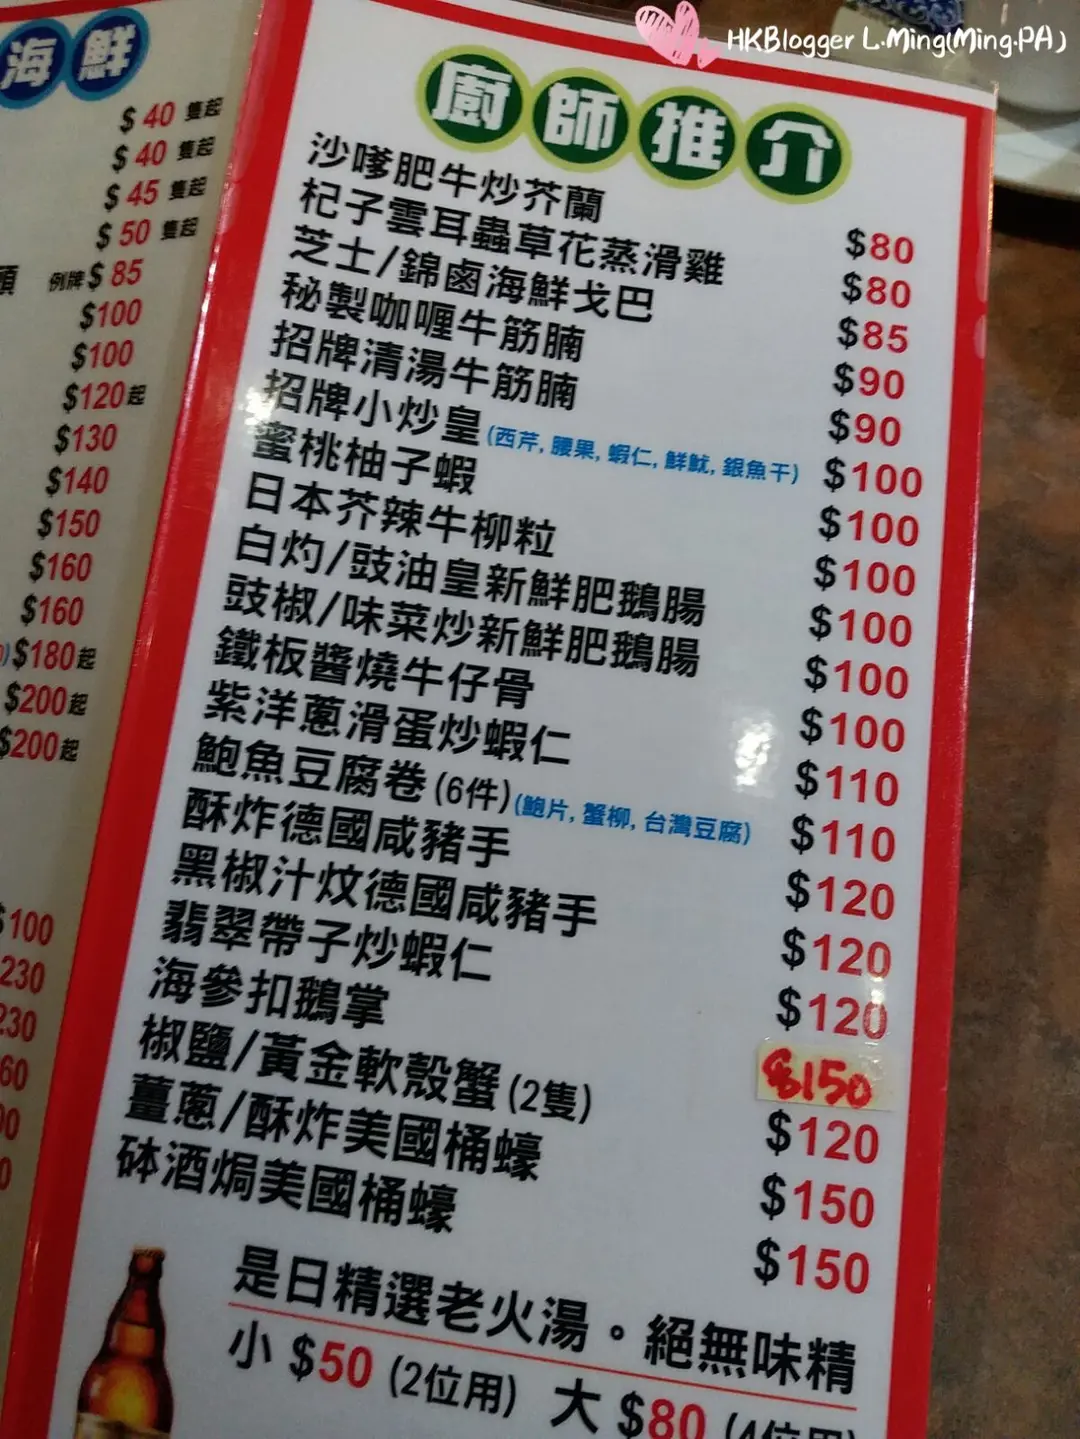 HKBlogger L.Ming(Ming.PA)
海鮮
$40 隻起
$40 隻起
$45 隻起
$50 隻起
例牌 $85
$100
$100
$120起
$130
$140
$150
$160
$160
$180起
$200起
$200起
$100
230
230
60
廚師推介
沙嗲肥牛炒芥蘭 $80
杞子雲耳蟲草花蒸滑雞 $80
芝士/錦鹵海鮮戈巴 $85
秘製咖喱牛筋腩 $90
招牌清湯牛筋腩 $90
招牌小炒皇 (西芹, 腰果, 蝦仁, 鮮魷, 銀魚干) $100
蜜桃柚子蝦 $100
日本芥辣牛柳粒 $100
白灼/豉油皇新鮮肥鵝腸 $100
豉椒/味菜炒新鮮肥鵝腸 $100
鐵板醬燒牛仔骨 $100
紫洋蔥滑蛋炒蝦仁 $110
鮑魚豆腐卷 (6件) (鮑片, 蟹柳, 台灣豆腐) $110
酥炸德國咸豬手 $120
黑椒汁炆德國咸豬手 $120
翡翠帶子炒蝦仁 $120
海參扣鵝掌 $150
椒鹽/黃金軟殼蟹 (2隻) $120
薑蔥/酥炸美國桶蠔 $150
砵酒焗美國桶蠔 $150
是日精選老火湯。絕無味精
小 $50 (2位用) 大 $80 (4位用)